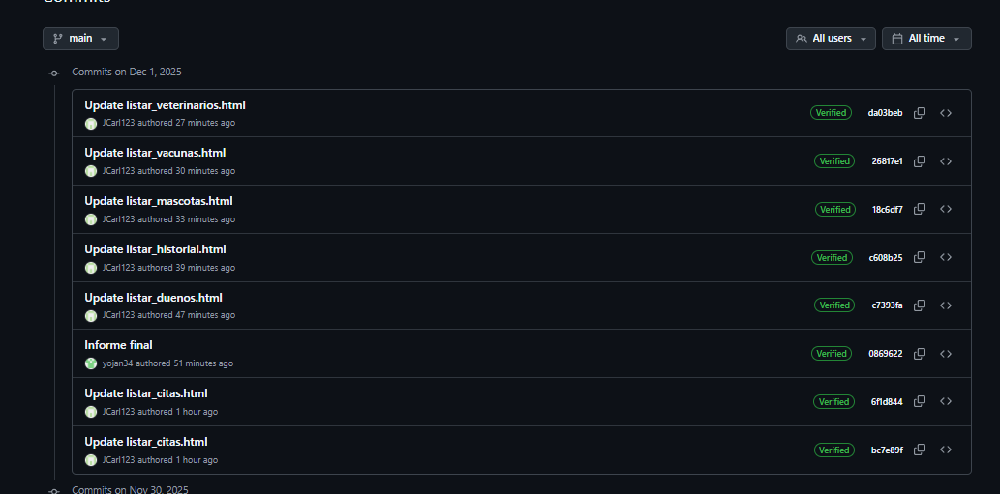 Commits
main
All users
All time
Commits on Dec 1, 2025
Update listar_veterinarios.html
JCarl123 authored 27 minutes ago
Verified
da03beb
Update listar_vacunas.html
JCarl123 authored 30 minutes ago
Verified
26817e1
Update listar_mascotas.html
JCarl123 authored 33 minutes ago
Verified
18c6df7
Update listar_historial.html
JCarl123 authored 39 minutes ago
Verified
c608b25
Update listar_duenos.html
JCarl123 authored 47 minutes ago
Verified
c7393fa
Informe final
yojan34 authored 51 minutes ago
Verified
0869622
Update listar_citas.html
JCarl123 authored 1 hour ago
Verified
6f1d844
Update listar_citas.html
JCarl123 authored 1 hour ago
Verified
bc7e89f
Commits on Nov 30, 2025